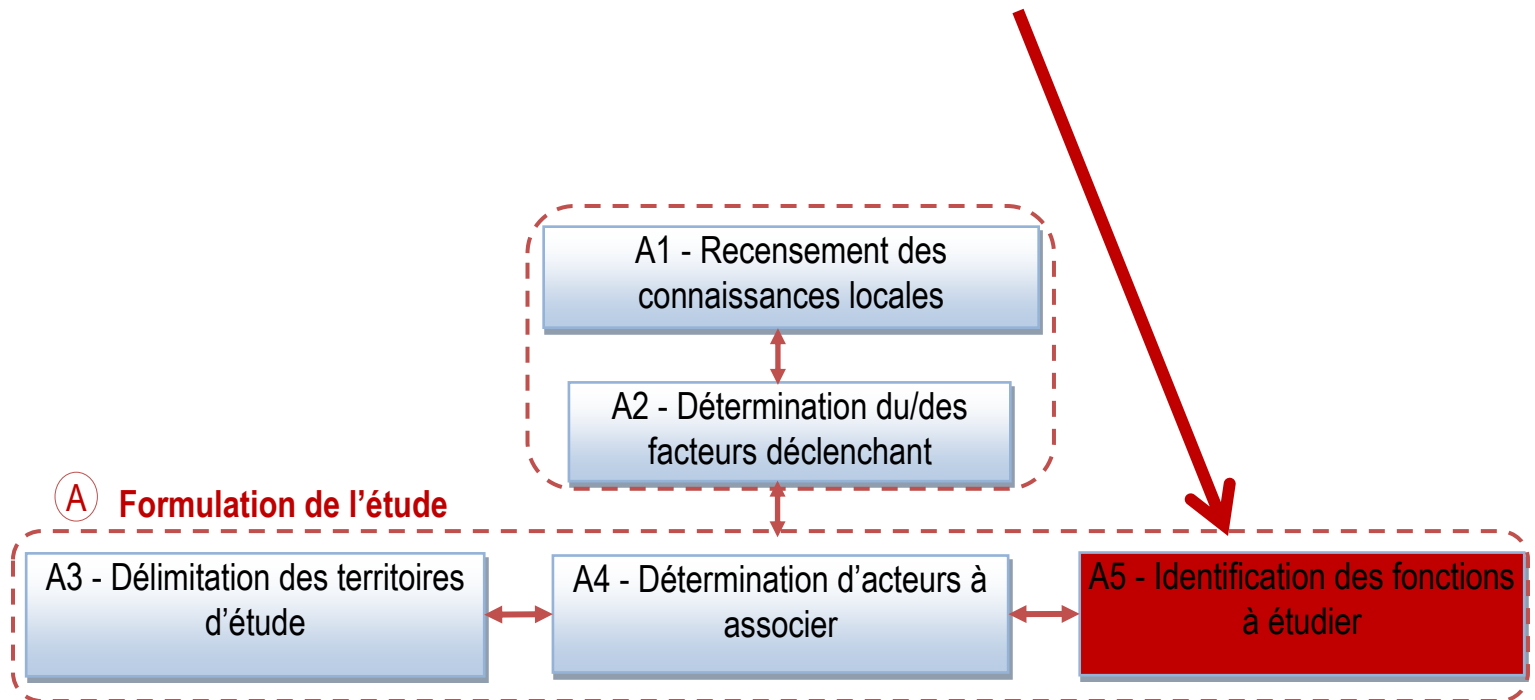 A1 - Recensement des
connaissances locales
A2 - Détermination du/des
facteurs déclenchant
A Formulation de l'étude
A3 - Délimitation des territoires
d'étude
A4 - Détermination d'acteurs à
associer
A5 - Identification des fonctions
à étudier